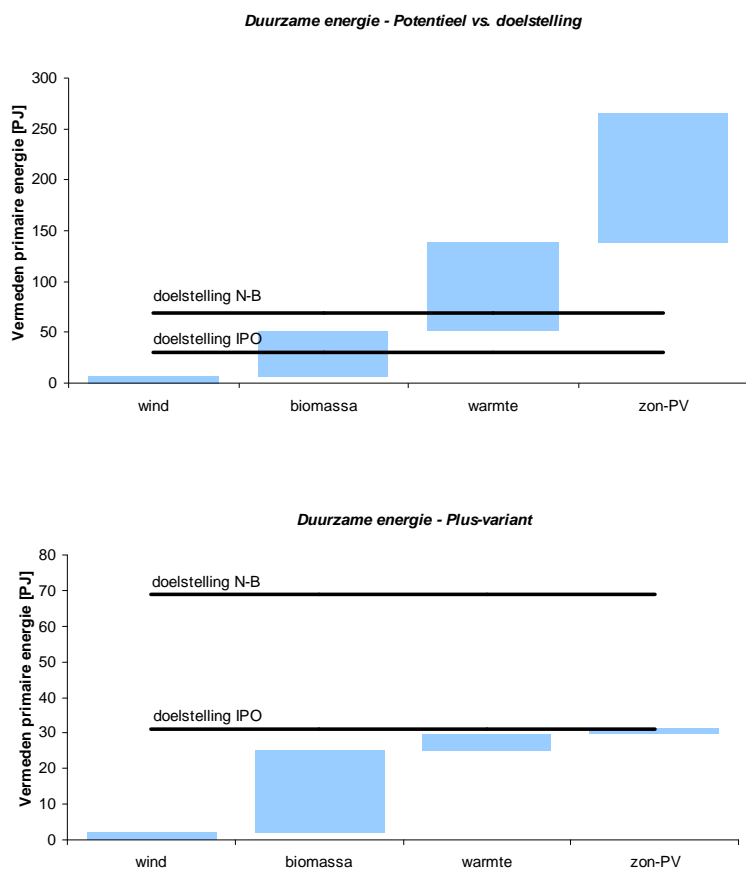 Duurzame energie - Potentieel vs. doelstelling
Vermeden primaire energie [PJ]
300
250
200
150
100
50
0
doelstelling N-B
doelstelling IPO
wind
biomassa
warmte
zon-PV
Duurzame energie - Plus-variant
Vermeden primaire energie [PJ]
80
70
60
50
40
30
20
10
0
doelstelling N-B
doelstelling IPO
wind
biomassa
warmte
zon-PV